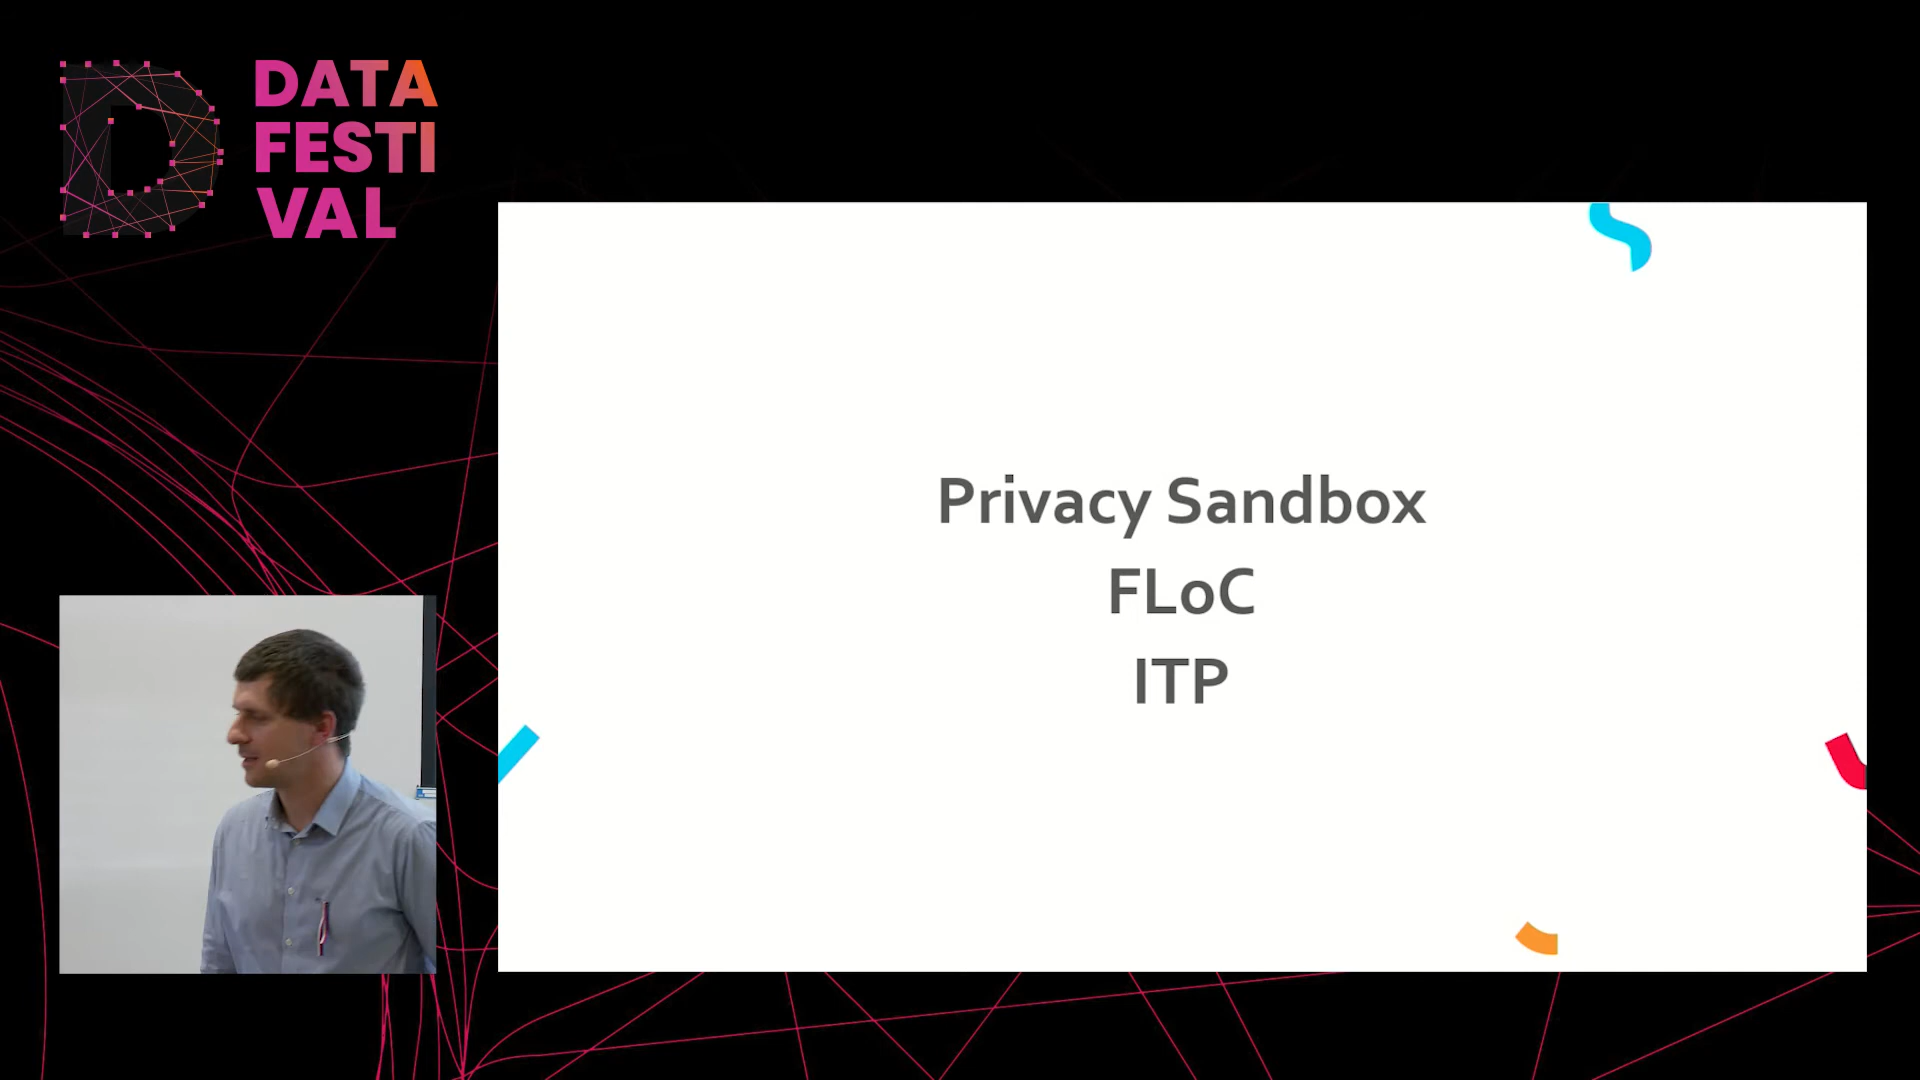 DATA
FESTI
VAL
Privacy Sandbox
FLoC
ITP